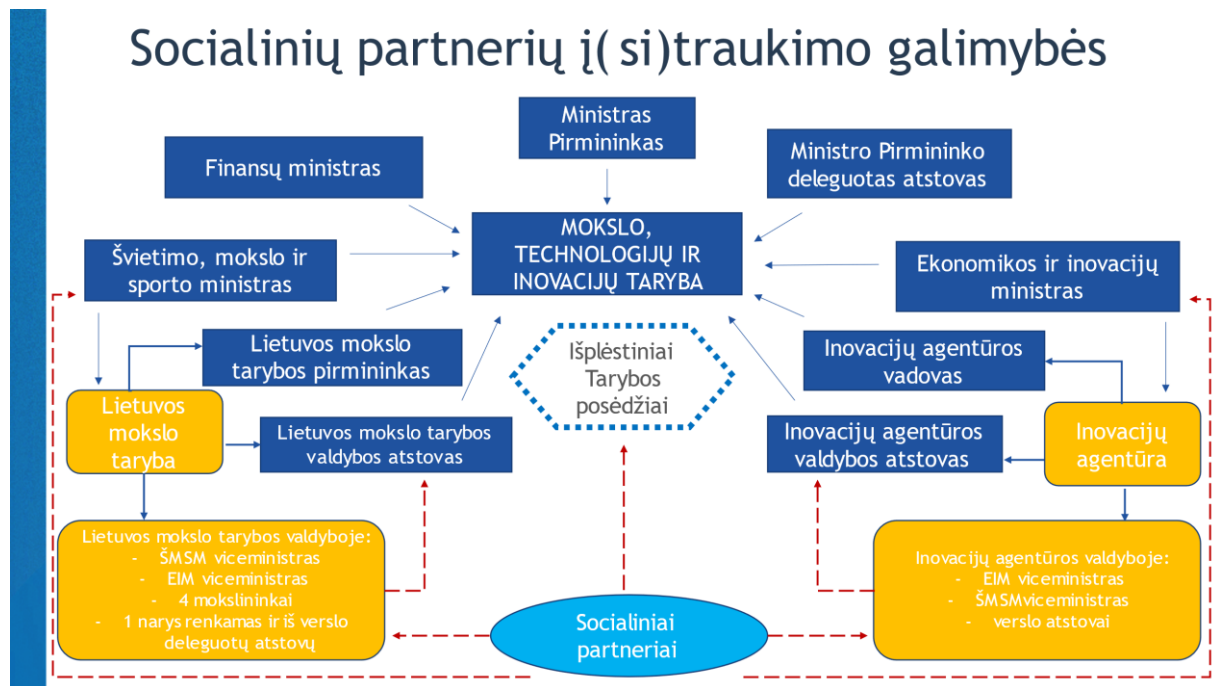 Socialinių partnerių į( si)traukimo galimybės
Ministras
Pirmininkas
Finansų ministras
Ministro Pirmininko
deleguotas atstovas
MOKSLO,
TECHNOLOGIJŲ IR
INOVACIJŲ TARYBA
Švietimo, mokslo ir
sporto ministras
Ekonomikos ir inovacijų
ministras
Lietuvos mokslo
tarybos pirmininkas
Išplėstiniai
Tarybos
posėdžiai
Inovacijų agentūros
vadovas
Lietuvos
mokslo
taryba
Lietuvos mokslo tarybos
valdybos atstovas
Inovacijų agentūros
valdybos atstovas
Inovacijų
agentūra
Lietuvos mokslo tarybos valdyboje:
- ŠMSM viceministras
- EIM viceministras
- 4 mokslininkai
- 1 narys renkamas ir iš verslo
deleguotų atstovų
Socialiniai
partneriai
Inovacijų agentūros valdyboje:
- EIM viceministras
- ŠMSMviceministras
- verslo atstovai